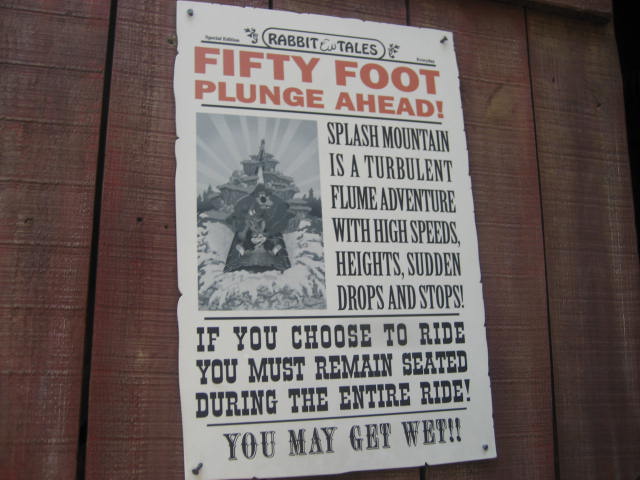 Special Edition
RABBIT TALES
Everyday
FIFTY FOOT
PLUNGE AHEAD!
SPLASH MOUNTAIN
IS A TURBULENT
FLUME ADVENTURE
WITH HIGH SPEEDS,
HEIGHTS, SUDDEN
DROPS AND STOPS!
IF YOU CHOOSE TO RIDE
YOU MUST REMAIN SEATED
DURING THE ENTIRE RIDE!
YOU MAY GET WET!!